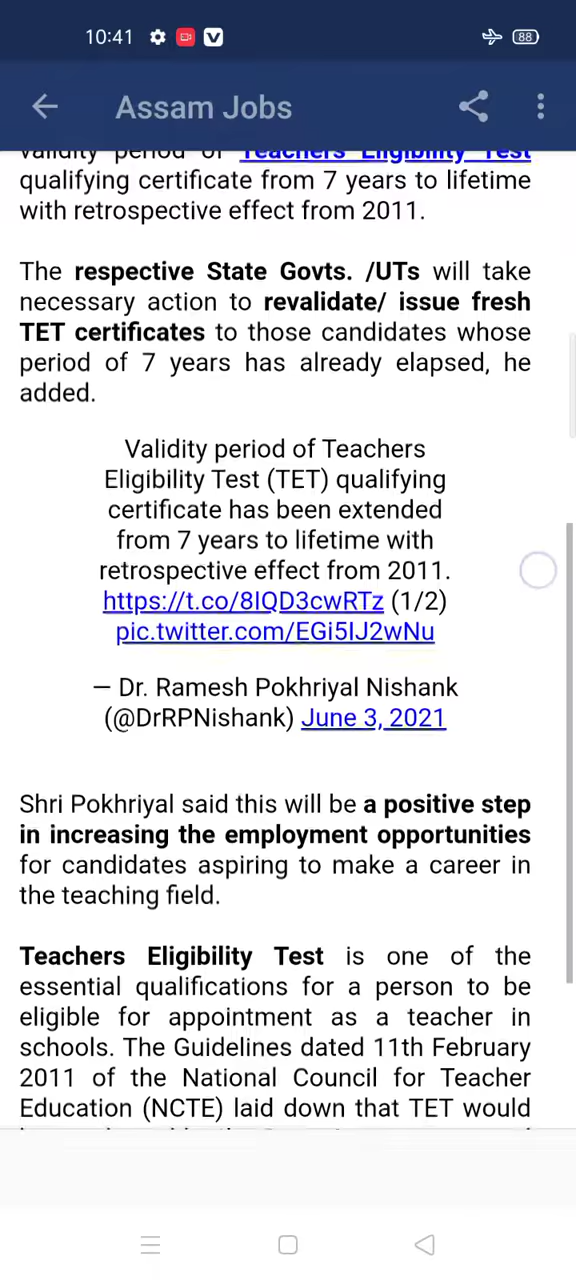 10:41
88
Assam Jobs
validity period of Teachers Eligibility Test
qualifying certificate from 7 years to lifetime
with retrospective effect from 2011.
The respective State Govts. /UTs will take
necessary action to revalidate/ issue fresh
TET certificates to those candidates whose
period of 7 years has already elapsed, he
added.
Validity period of Teachers
Eligibility Test (TET) qualifying
certificate has been extended
from 7 years to lifetime with
retrospective effect from 2011.
https://t.co/8IQD3cwRTz (1/2)
pic.twitter.com/EGi5IJ2wNu
— Dr. Ramesh Pokhriyal Nishank
(@DrRPNishank) June 3, 2021
Shri Pokhriyal said this will be a positive step
in increasing the employment opportunities
for candidates aspiring to make a career in
the teaching field.
Teachers Eligibility Test is one of the
essential qualifications for a person to be
eligible for appointment as a teacher in
schools. The Guidelines dated 11th February
2011 of the National Council for Teacher
Education (NCTE) laid down that TET would